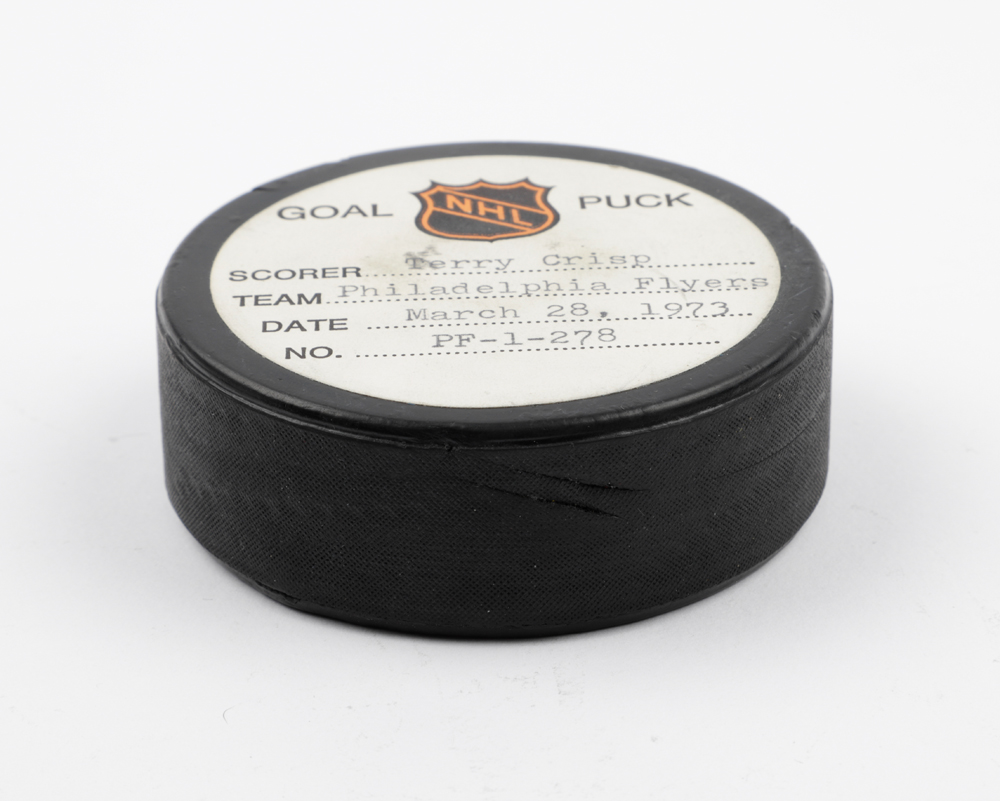 GOAL NHL PUCK
SCORER Terry Crisp
TEAM Philadelphia Flyers
DATE March 28, 1973
NO. PF-1-278